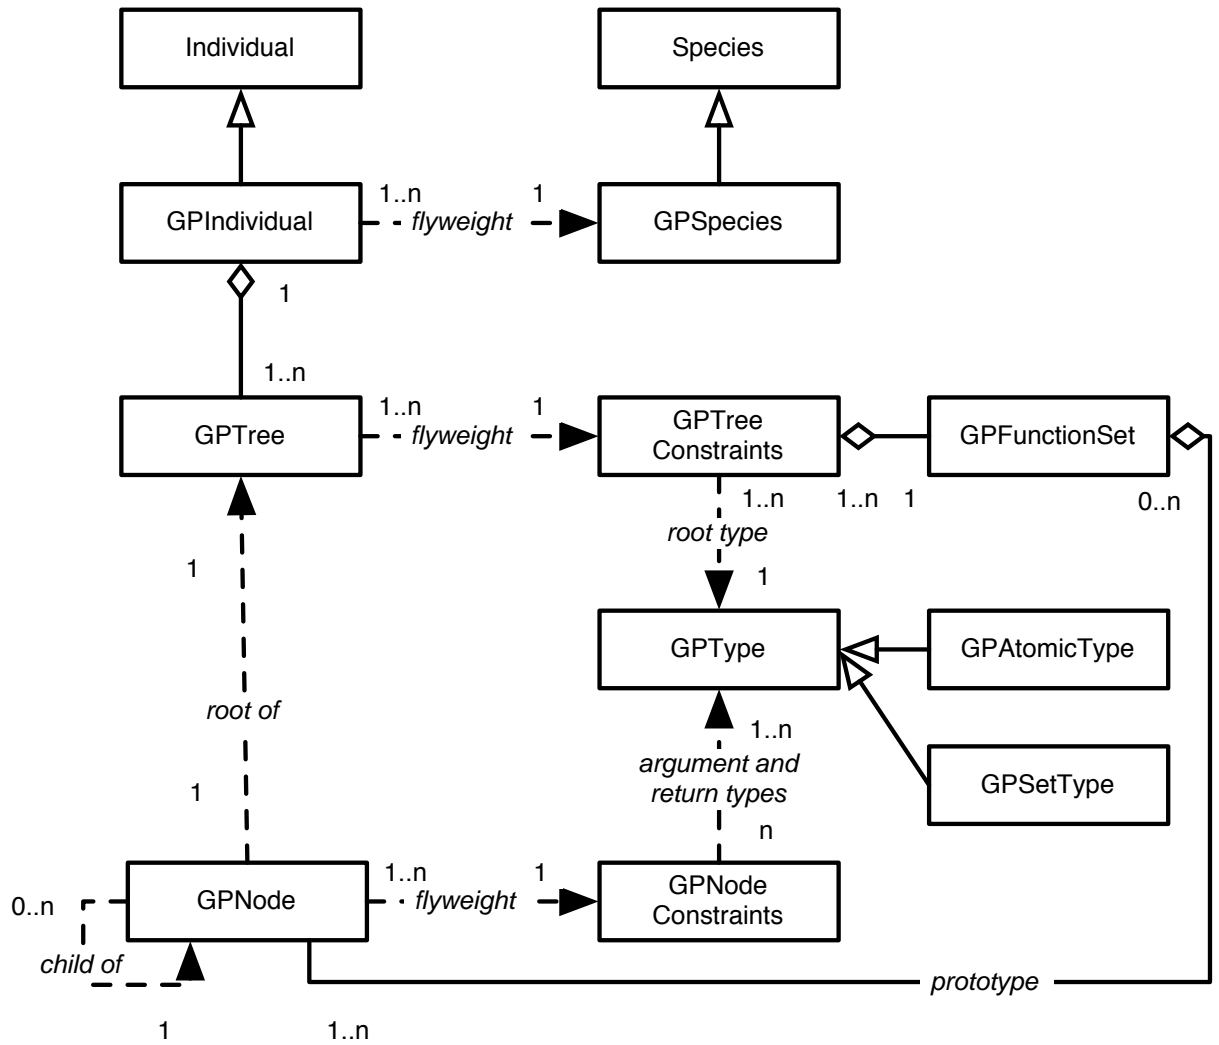 Individual
Species
1..n
1
GPIndividual
flyweight
GPSpecies
1
1..n
1..n
1
GPTree
flyweight
GPTree
Constraints
GPFunctionSet
1..n
1..n
1
0..n
root type
1
1
GPType
GPAtomicType
root of
1..n
argument and
return types
GPSetType
1
n
1..n
1
GPNode
flyweight
GPNode
Constraints
0..n
child of
prototype
1
1..n